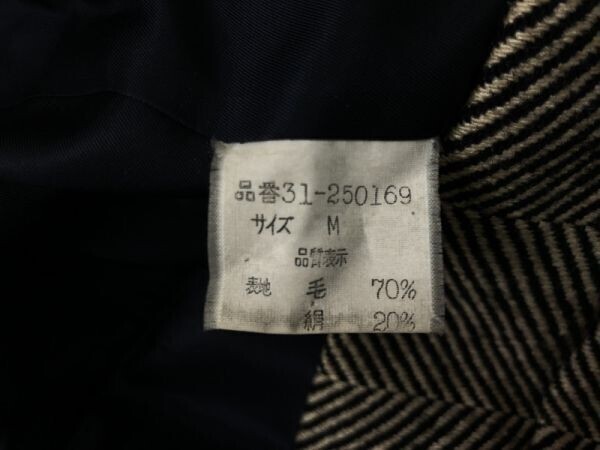 品番31-250169
サイズ M
品質表示
表地 毛 70%
絹 20%